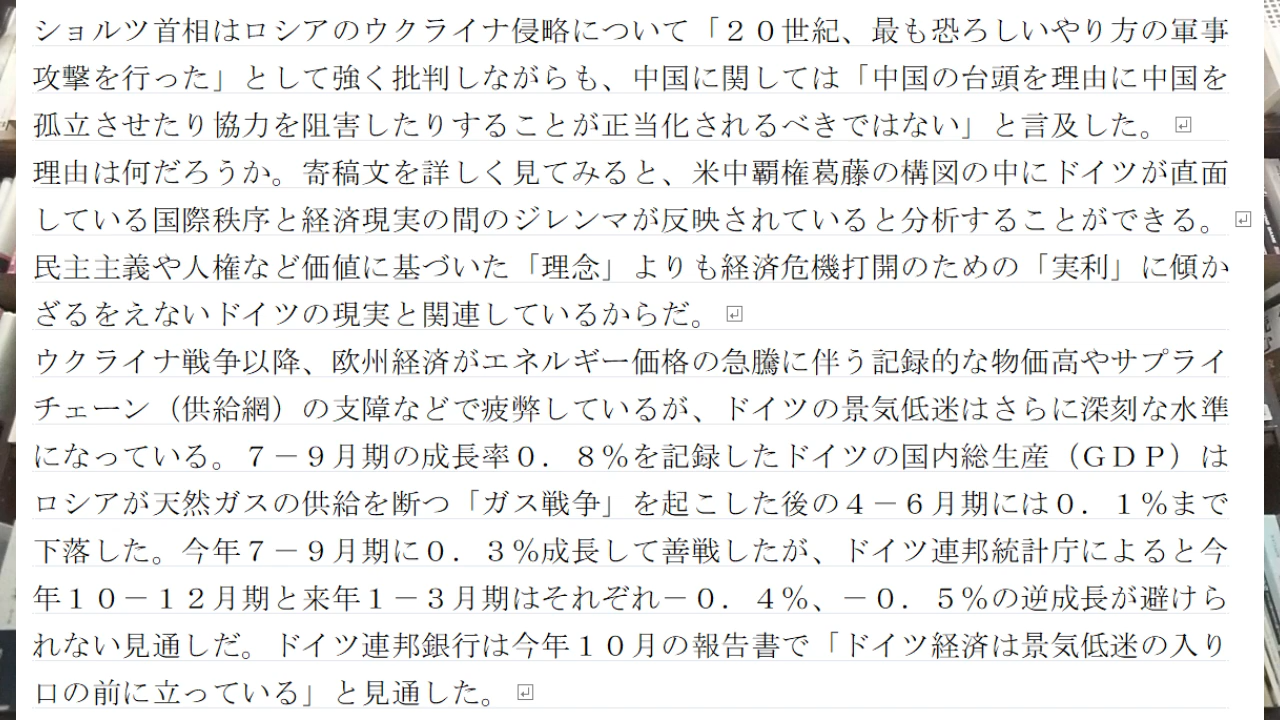 ショルツ首相はロシアのウクライナ侵略について「２０世紀、最も恐ろしいやり方の軍事
攻撃を行った」として強く批判しながらも、中国に関しては「中国の台頭を理由に中国を
孤立させたり協力を阻害したりすることが正当化されるべきではない」と言及した。
理由は何だろうか。寄稿文を詳しく見てみると、米中覇権葛藤の構図の中にドイツが直面
している国際秩序と経済現実の間のジレンマが反映されていると分析することができる。
民主主義や人権など価値に基づいた「理念」よりも経済危機打開のための「実利」に傾か
ざるをえないドイツの現実と関連しているからだ。
ウクライナ戦争以降、欧州経済がエネルギー価格の急騰に伴う記録的な物価高やサプライ
チェーン（供給網）の支障などで疲弊しているが、ドイツの景気低迷はさらに深刻な水準
になっている。７－９月期の成長率０．８％を記録したドイツの国内総生産（ＧＤＰ）は
ロシアが天然ガスの供給を断つ「ガス戦争」を起こした後の４－６月期には０．１％まで
下落した。今年７－９月期に０．３％成長して善戦したが、ドイツ連邦統計庁によると今
年１０－１２月期と来年１－３月期はそれぞれ－０．４％、－０．５％の逆成長が避けら
れない見通しだ。ドイツ連邦銀行は今年１０月の報告書で「ドイツ経済は景気低迷の入り
口の前に立っている」と見通した。